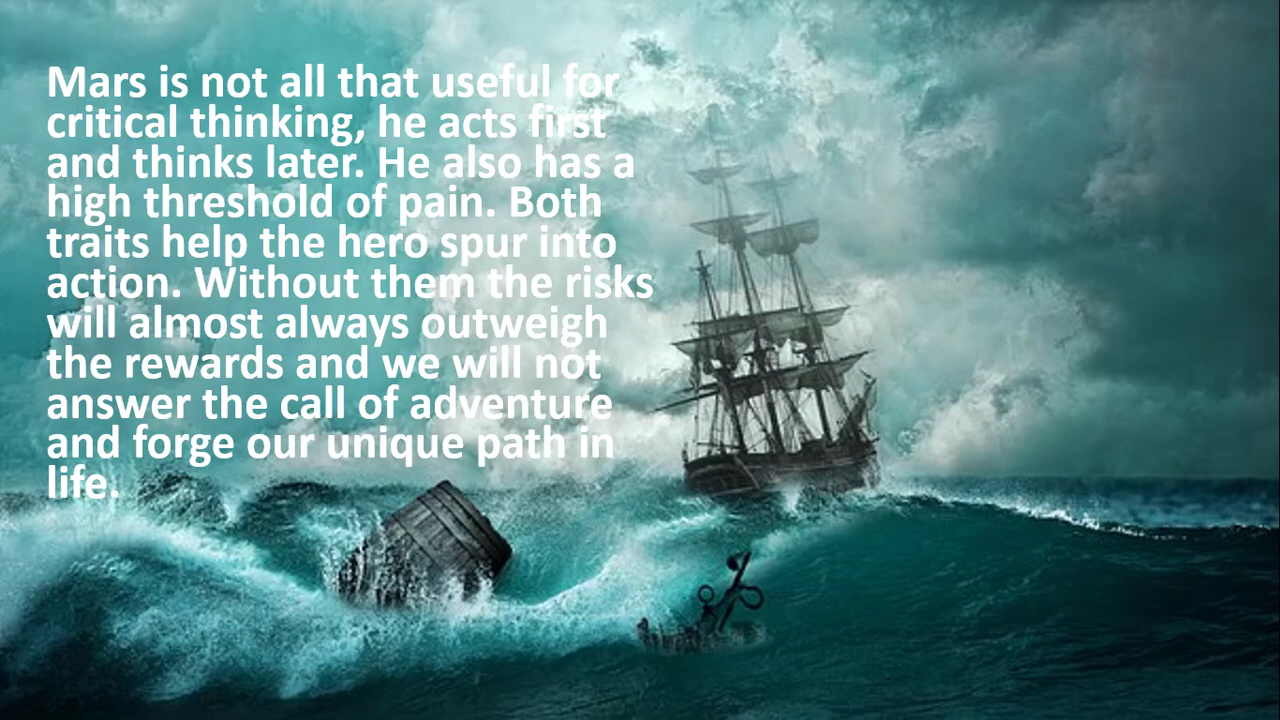 Mars is not all that useful for
critical thinking, he acts first
and thinks later. He also has a
high threshold of pain. Both
traits help the hero spur into
action. Without them the risks
will almost always outweigh
the rewards and we will not
answer the call of adventure
and forge our unique path in
life.